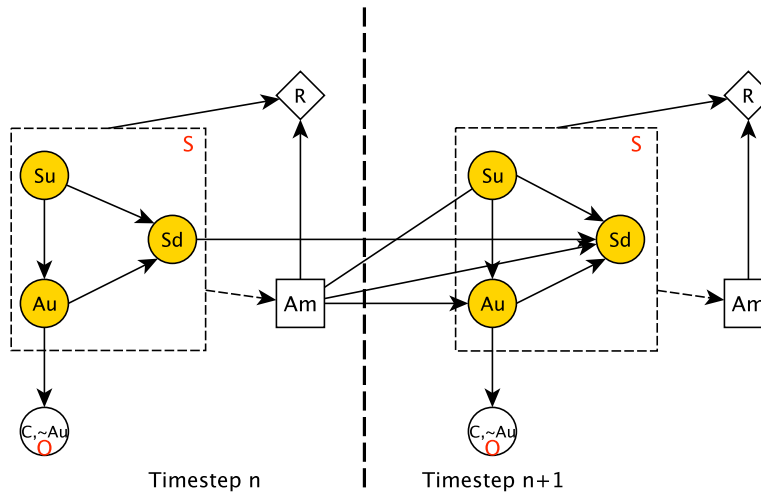 R
R
S
S
Su
Su
Sd
Sd
Au
Am
Au
Am
C,~Au
O
C,~Au
O
Timestep n
Timestep n+1